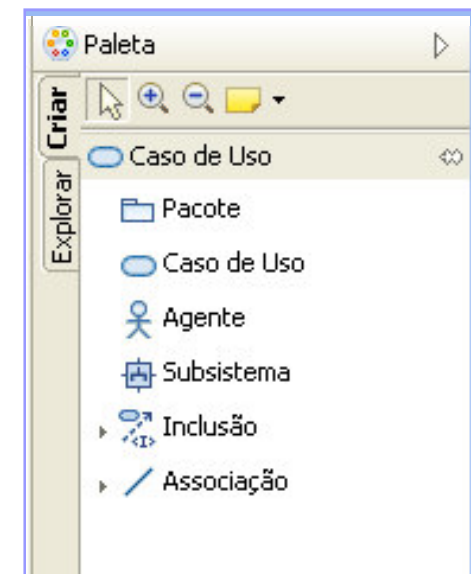 Paleta
Criar
Explorar
Caso de Uso
Pacote
Caso de Uso
Agente
Subsistema
Inclusão
Associação